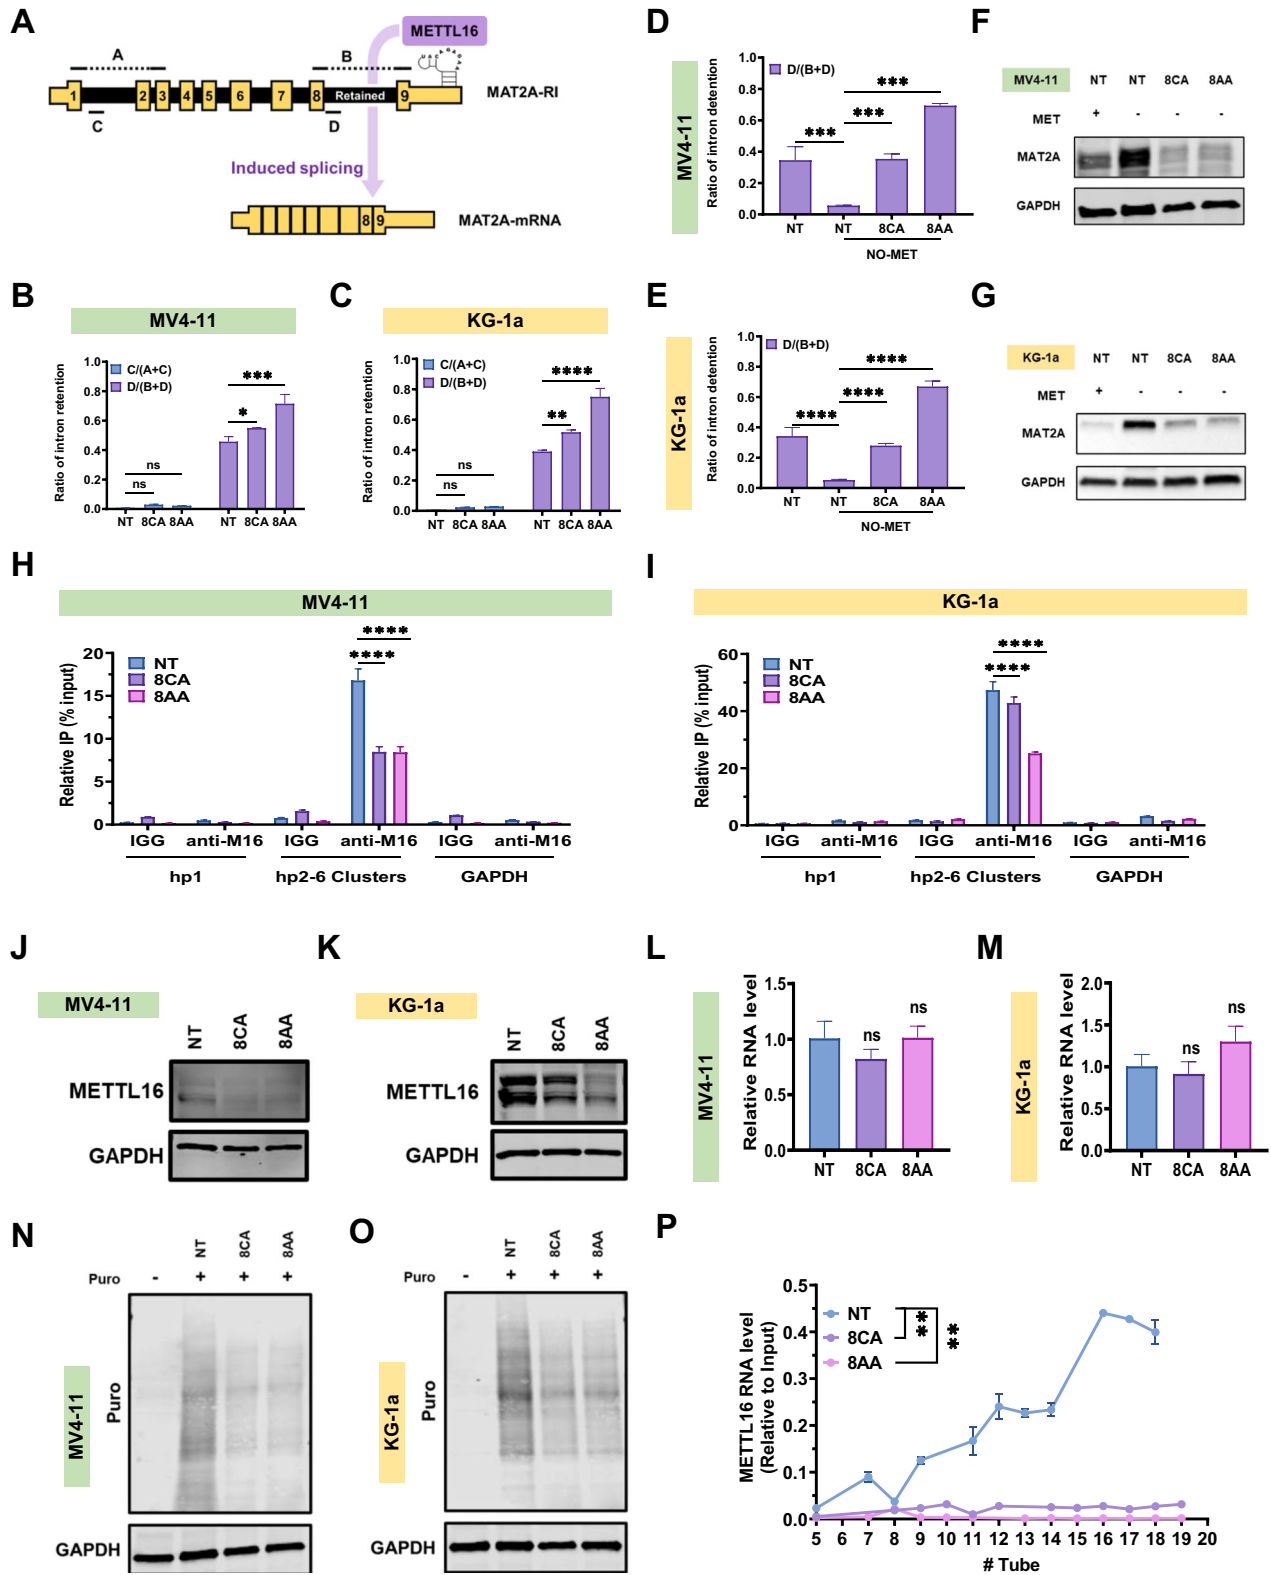 A
METTL16
A
B
1
2
3
4
5
6
7
8
Retained
9
MAT2A-RI
C
D
Induced splicing
8 9
MAT2A-mRNA
B
MV4-11
Ratio of intron retention
1.0
0.8
0.6
0.4
0.2
0.0
C/(A+C)
D/(B+D)
ns
ns
*
***
NT 8CA 8AA
NT 8CA 8AA
C
KG-1a
Ratio of intron retention
1.0
0.8
0.6
0.4
0.2
0.0
C/(A+C)
D/(B+D)
ns
ns
**
****
NT 8CA 8AA
NT 8CA 8AA
D
MV4-11
Ratio of intron detention
1.0
0.8
0.6
0.4
0.2
0.0
D/(B+D)
***
***
***
NT NT 8CA 8AA
NO-MET
E
KG-1a
Ratio of intron detention
1.0
0.8
0.6
0.4
0.2
0.0
D/(B+D)
****
****
****
NT NT 8CA 8AA
NO-MET
F
MV4-11 NT NT 8CA 8AA
MET + - - -
MAT2A
GAPDH
G
KG-1a NT NT 8CA 8AA
MET + - - -
MAT2A
GAPDH
H
MV4-11
Relative IP (% input)
20
15
10
5
0
NT
8CA
8AA
****
****
IGG anti-M16 IGG anti-M16 IGG anti-M16
hp1 hp2-6 Clusters GAPDH
I
KG-1a
Relative IP (% input)
60
40
20
0
NT
8CA
8AA
****
****
IGG anti-M16 IGG anti-M16 IGG anti-M16
hp1 hp2-6 Clusters GAPDH
J
MV4-11
NT 8CA 8AA
METTL16
GAPDH
K
KG-1a
NT 8CA 8AA
METTL16
GAPDH
L
MV4-11
Relative RNA level
1.5
1.0
0.5
0.0
ns
ns
NT 8CA 8AA
M
KG-1a
Relative RNA level
2.0
1.5
1.0
0.5
0.0
ns
ns
NT 8CA 8AA
N
MV4-11
NT 8CA 8AA
Puro - + + +
Puro
GAPDH
O
KG-1a
NT 8CA 8AA
Puro - + + +
Puro
GAPDH
P
METTL16 RNA level
(Relative to Input)
0.5
0.4
0.3
0.2
0.1
0.0
NT
8CA
8AA
**
**
5 6 7 8 9 10 11 12 13 14 15 16 17 18 19 20
# Tube